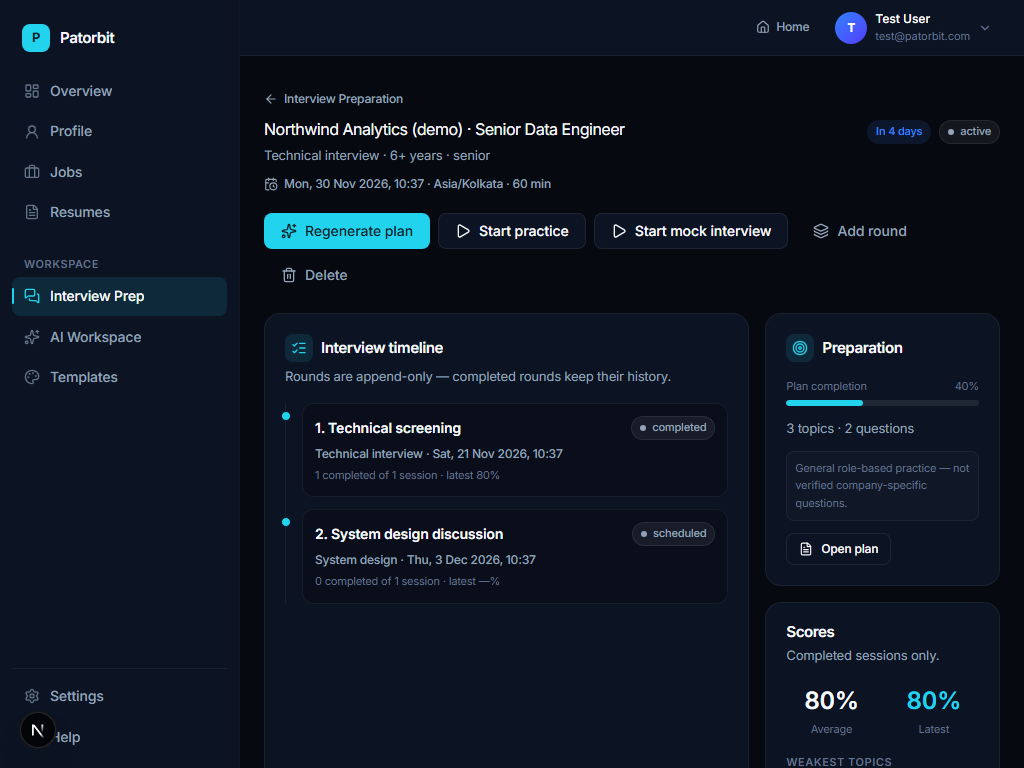 P Patorbit
Home
T
Test User
test@patorbit.com
Overview
Profile
Jobs
Resumes
WORKSPACE
Interview Prep
AI Workspace
Templates
Settings
N
Help
Interview Preparation
Northwind Analytics (demo) · Senior Data Engineer
In 4 days
active
Technical interview · 6+ years · senior
Mon, 30 Nov 2026, 10:37 · Asia/Kolkata · 60 min
Regenerate plan
Start practice
Start mock interview
Add round
Delete
Interview timeline
Rounds are append-only — completed rounds keep their history.
1. Technical screening
completed
Technical interview · Sat, 21 Nov 2026, 10:37
1 completed of 1 session · latest 80%
2. System design discussion
scheduled
System design · Thu, 3 Dec 2026, 10:37
0 completed of 1 session · latest —%
Preparation
Plan completion 40%
3 topics · 2 questions
General role-based practice — not
verified company-specific
questions.
Open plan
Scores
Completed sessions only.
80% 80%
Average Latest
WEAKEST TOPICS